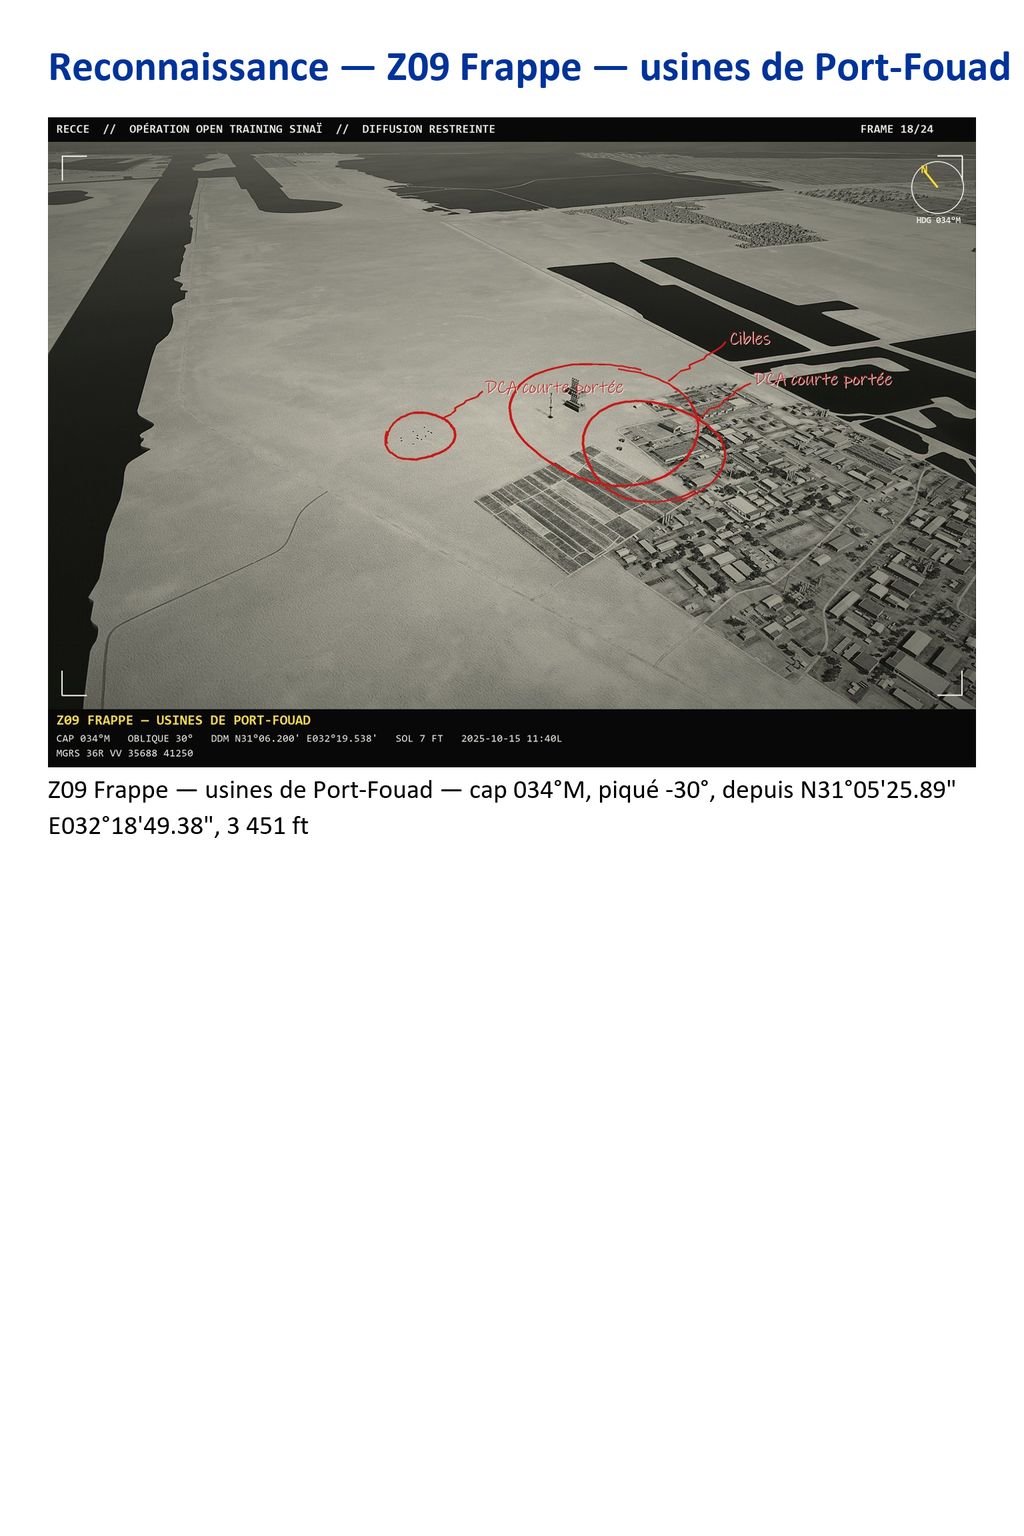 Reconnaissance — Z09 Frappe — usines de Port-Fouad
RECCE // OPÉRATION OPEN TRAINING SINAÏ // DIFFUSION RESTREINTE FRAME 18/24
N
HDG 034°M
Cibles
DCA courte portée
DCA courte portée
Z09 FRAPPE — USINES DE PORT-FOUAD
CAP 034°M OBLIQUE 30° DDM N31°06.200' E032°19.538' SOL 7 FT 2025-10-15 11:40L
MGRS 36R VV 35688 41250
Z09 Frappe — usines de Port-Fouad — cap 034°M, piqué -30°, depuis N31°05'25.89"
E032°18'49.38", 3 451 ft